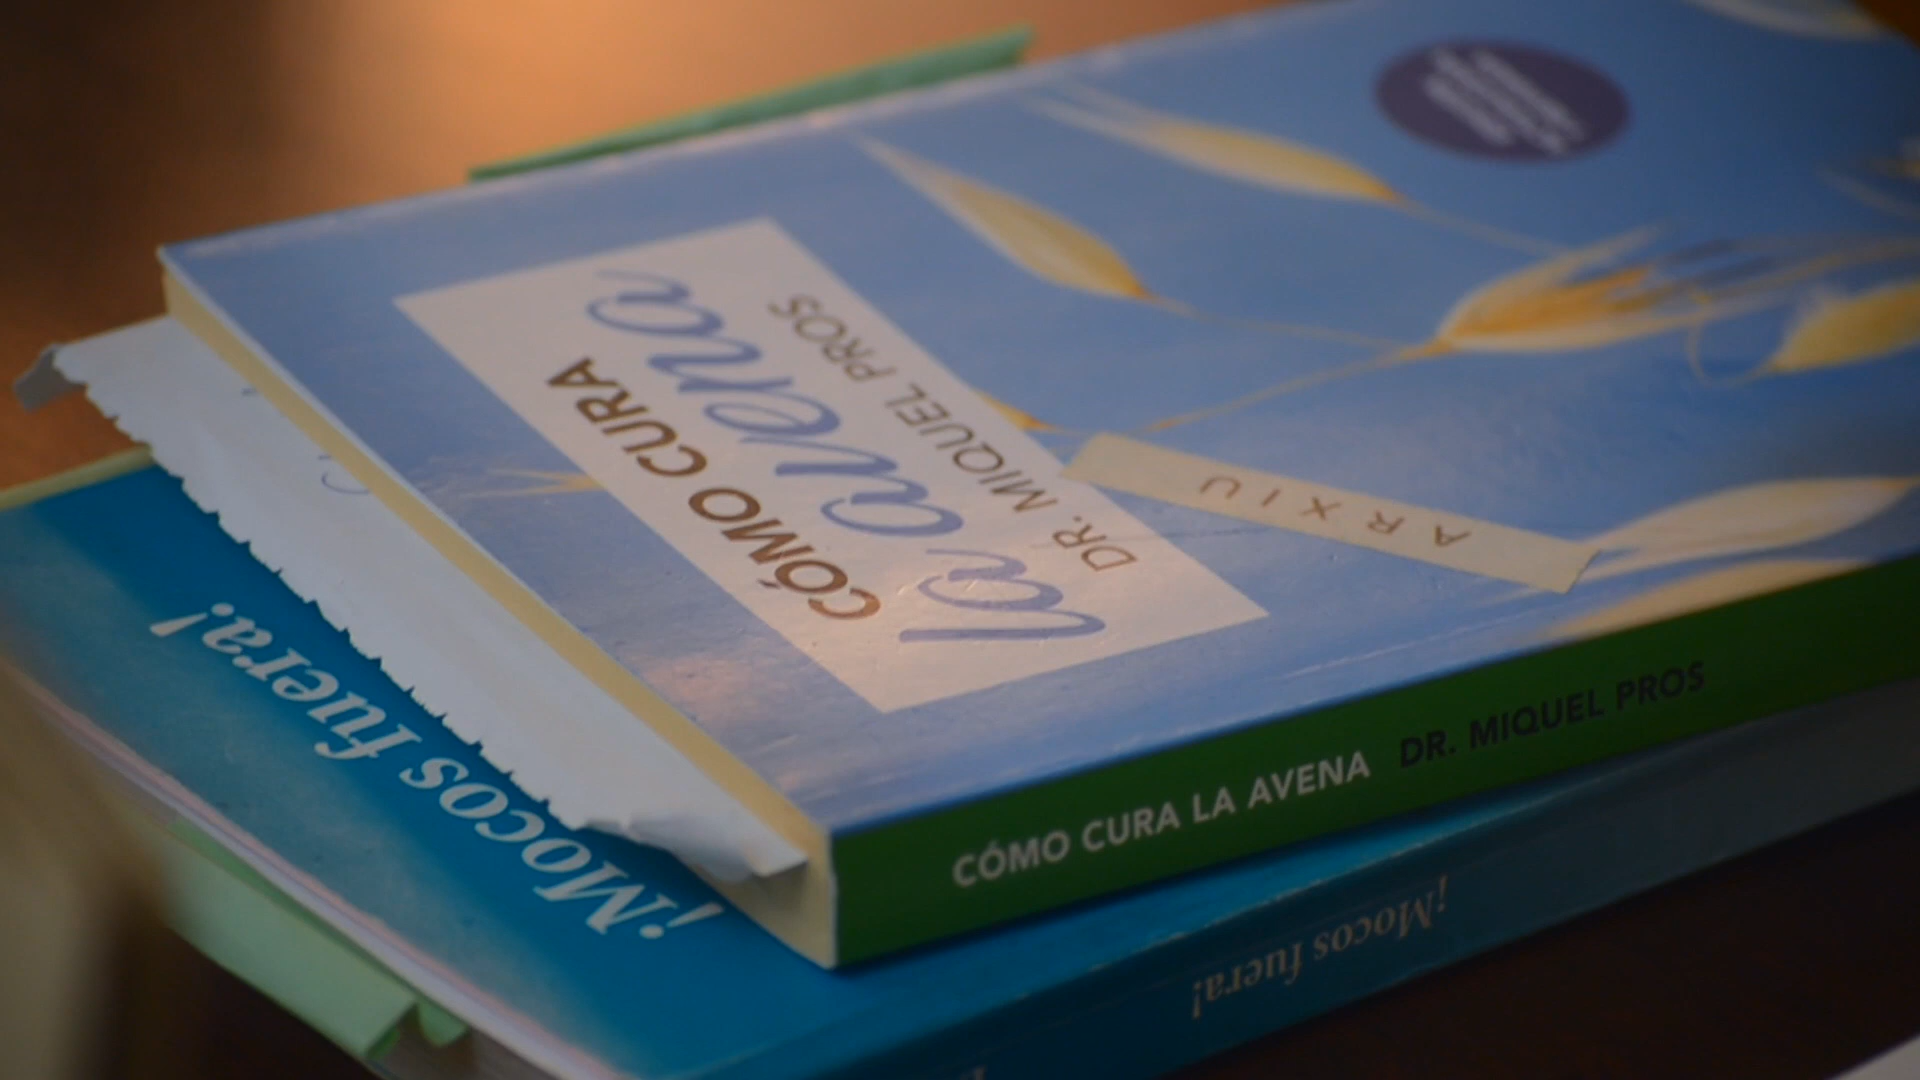 CÓMO CURA
la avena
DR. MIQUEL PROS
ARXIU
CÓMO CURA LA AVENA DR. MIQUEL PROS
¡Mocos fuera!
¡Mocos fuera!